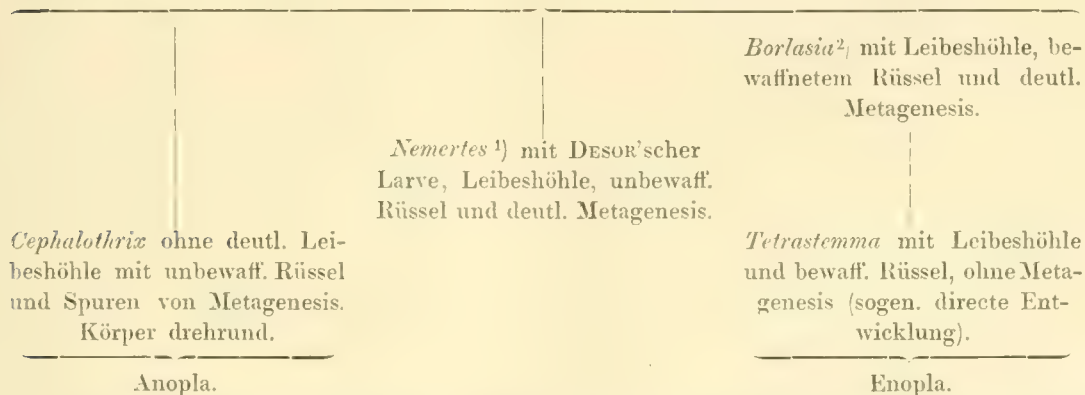 Borlasia²) mit Leibeshöhle, be-
waffnetem Rüssel und deutl.
Metagenesis.
Nemertes ¹) mit DESOR'scher
Larve, Leibeshöhle, unbewaff.
Rüssel und deutl. Metagenesis.
Cephalothrix ohne deutl. Lei-
beshöhle mit unbewaff. Rüssel
und Spuren von Metagenesis.
Körper drehrund.
Tetrastemma mit Leibeshöhle
und bewaff. Rüssel, ohne Meta-
genesis (sogen. directe Ent-
wicklung).
Anopla.
Enopla.